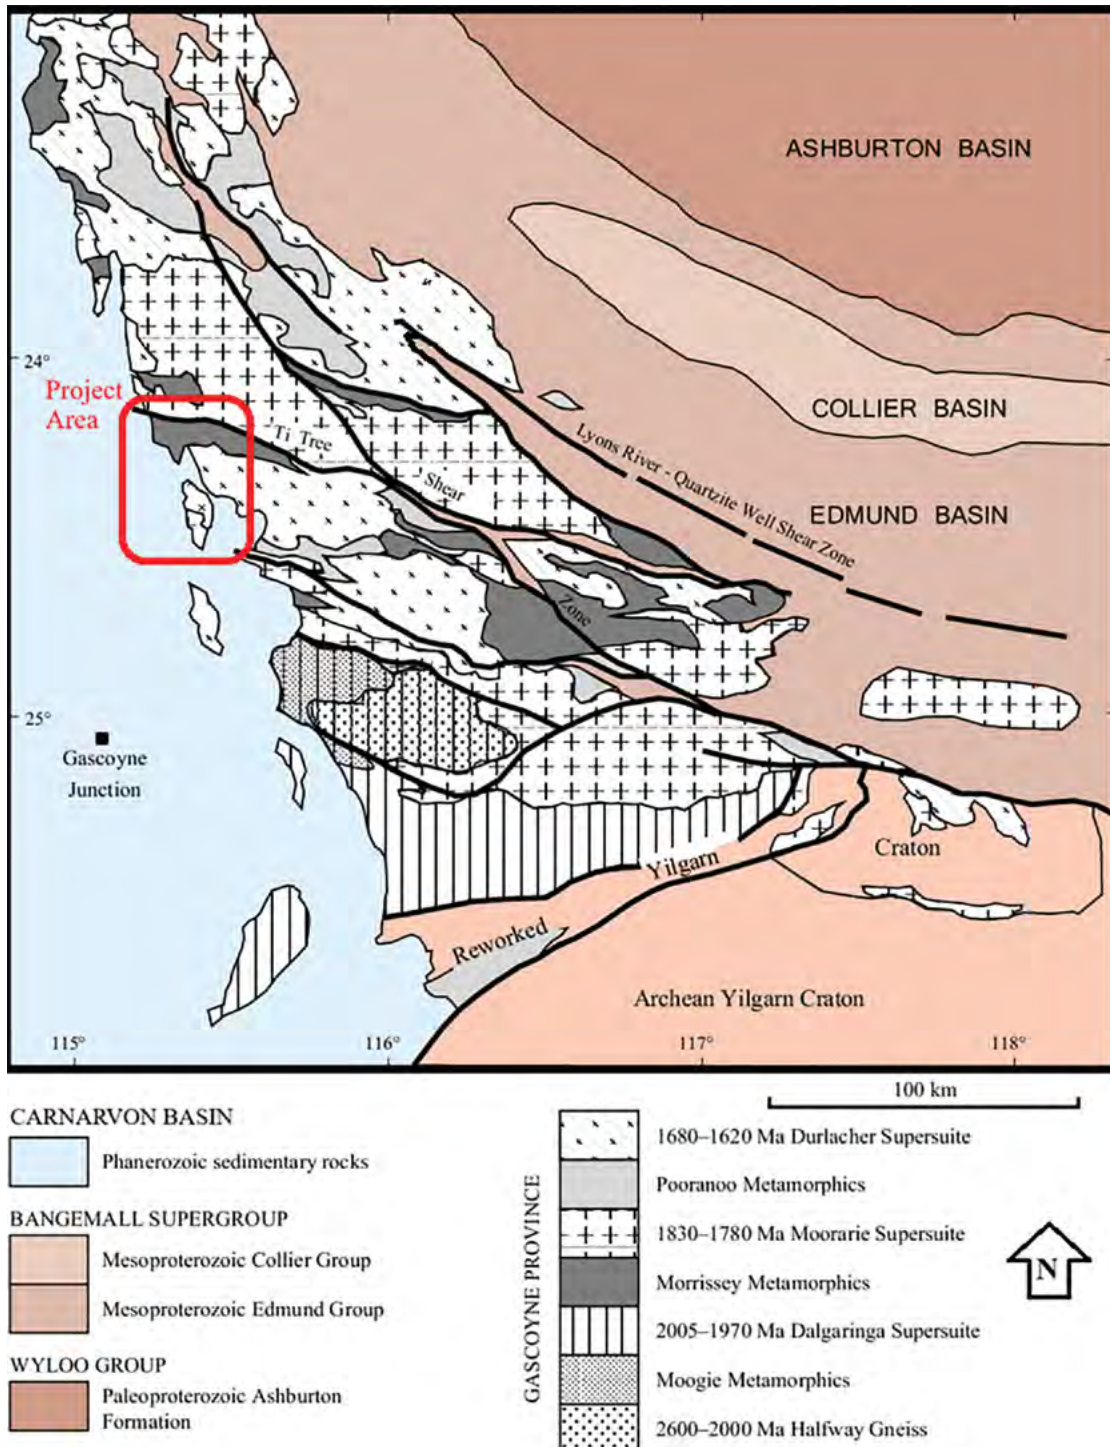 ASHBURTON BASIN
24°
Project
Area
COLLIER BASIN
Ti Tree
Shear
Zone
Lyons River - Quartzite Well Shear Zone
EDMUND BASIN
25°
Gascoyne
Junction
Yilgarn
Craton
Reworked
Archean Yilgarn Craton
115°
116°
117°
118°
100 km
CARNARVON BASIN
Phanerozoic sedimentary rocks
BANGEMALL SUPERGROUP
Mesoproterozoic Collier Group
Mesoproterozoic Edmund Group
WYLOO GROUP
Paleoproterozoic Ashburton
Formation
GASCOYNE PROVINCE
1680–1620 Ma Durlacher Supersuite
Pooranoo Metamorphics
1830–1780 Ma Moorarie Supersuite
Morrissey Metamorphics
2005–1970 Ma Dalgaringa Supersuite
Moogie Metamorphics
2600–2000 Ma Halfway Gneiss
N